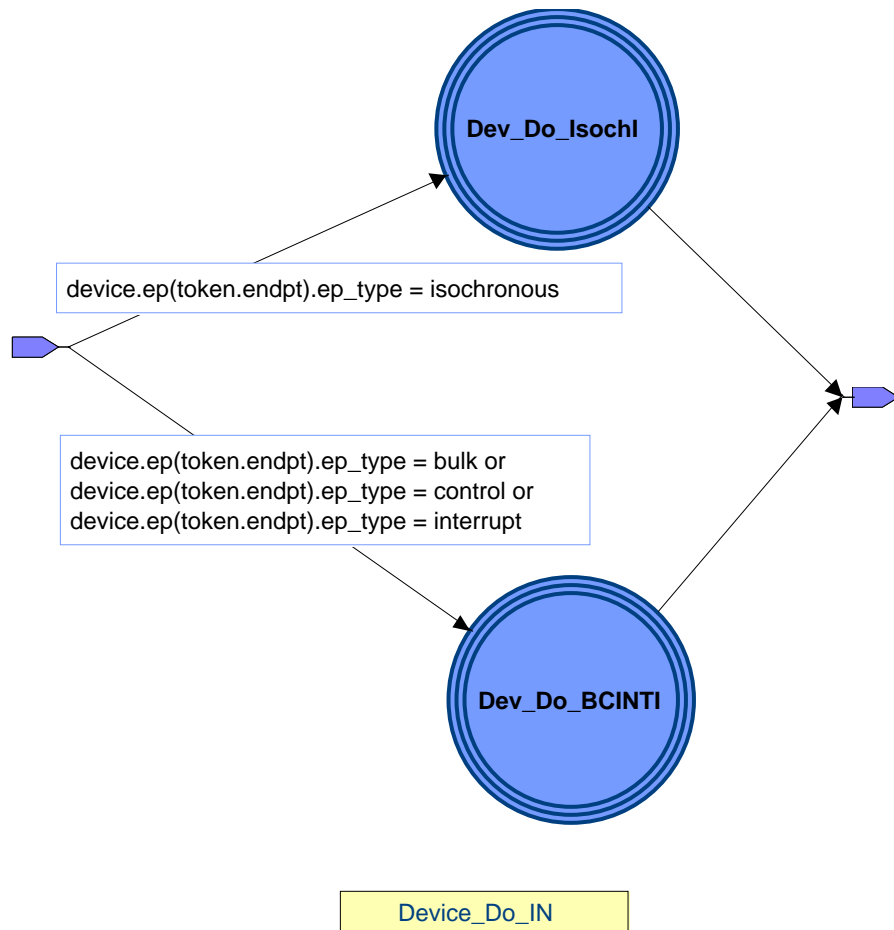 Dev_Do_IsochI
device.ep(token.endpt).ep_type = isochronous
device.ep(token.endpt).ep_type = bulk or
device.ep(token.endpt).ep_type = control or
device.ep(token.endpt).ep_type = interrupt
Dev_Do_BCINTI
Device_Do_IN